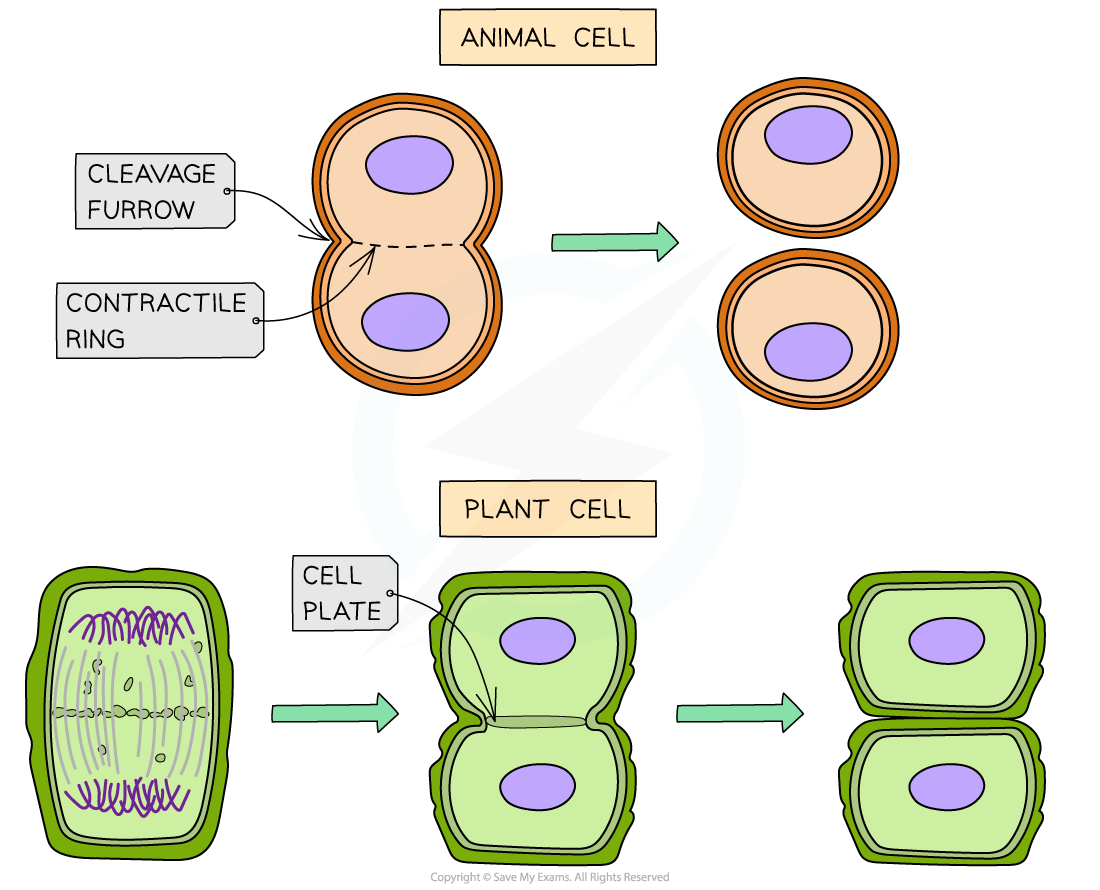 ANIMAL CELL
CLEAVAGE
FURROW
CONTRACTILE
RING
PLANT CELL
CELL
PLATE
Copyright © Save My Exams. All Rights Reserved